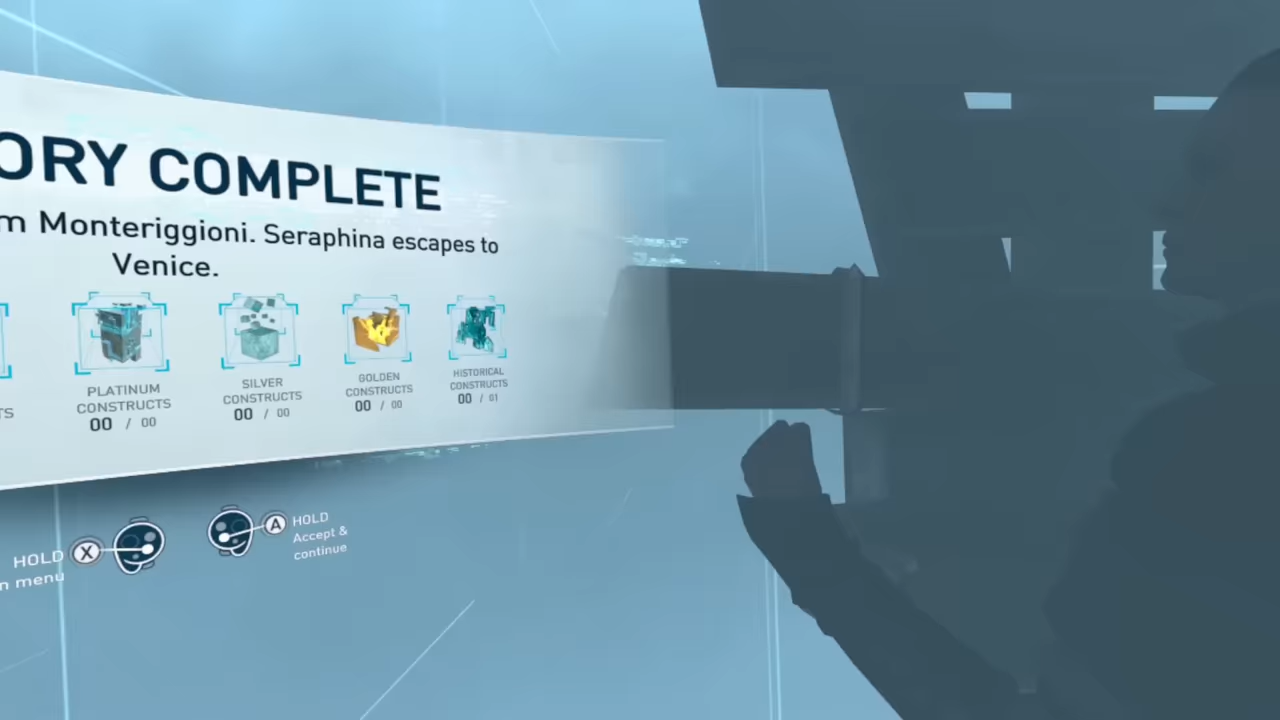 ORY COMPLETE
m Monteriggioni. Seraphina escapes to
Venice.
TS
PLATINUM
CONSTRUCTS
00 / 00
SILVER
CONSTRUCTS
00 / 00
GOLDEN
CONSTRUCTS
00 / 00
HISTORICAL
CONSTRUCTS
00 / 01
HOLD X
n menu
A HOLD
Accept &
continue